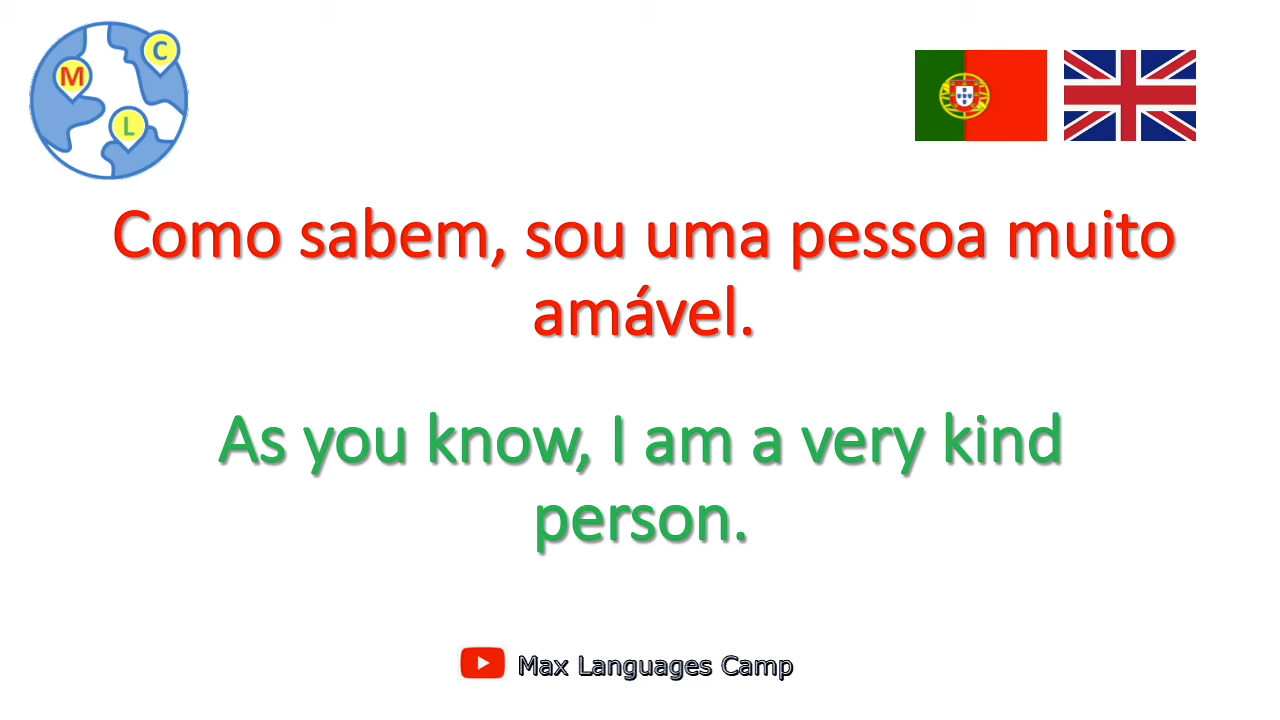 M
C
L
Como sabem, sou uma pessoa muito
amável.
As you know, I am a very kind
person.
Max Languages Camp